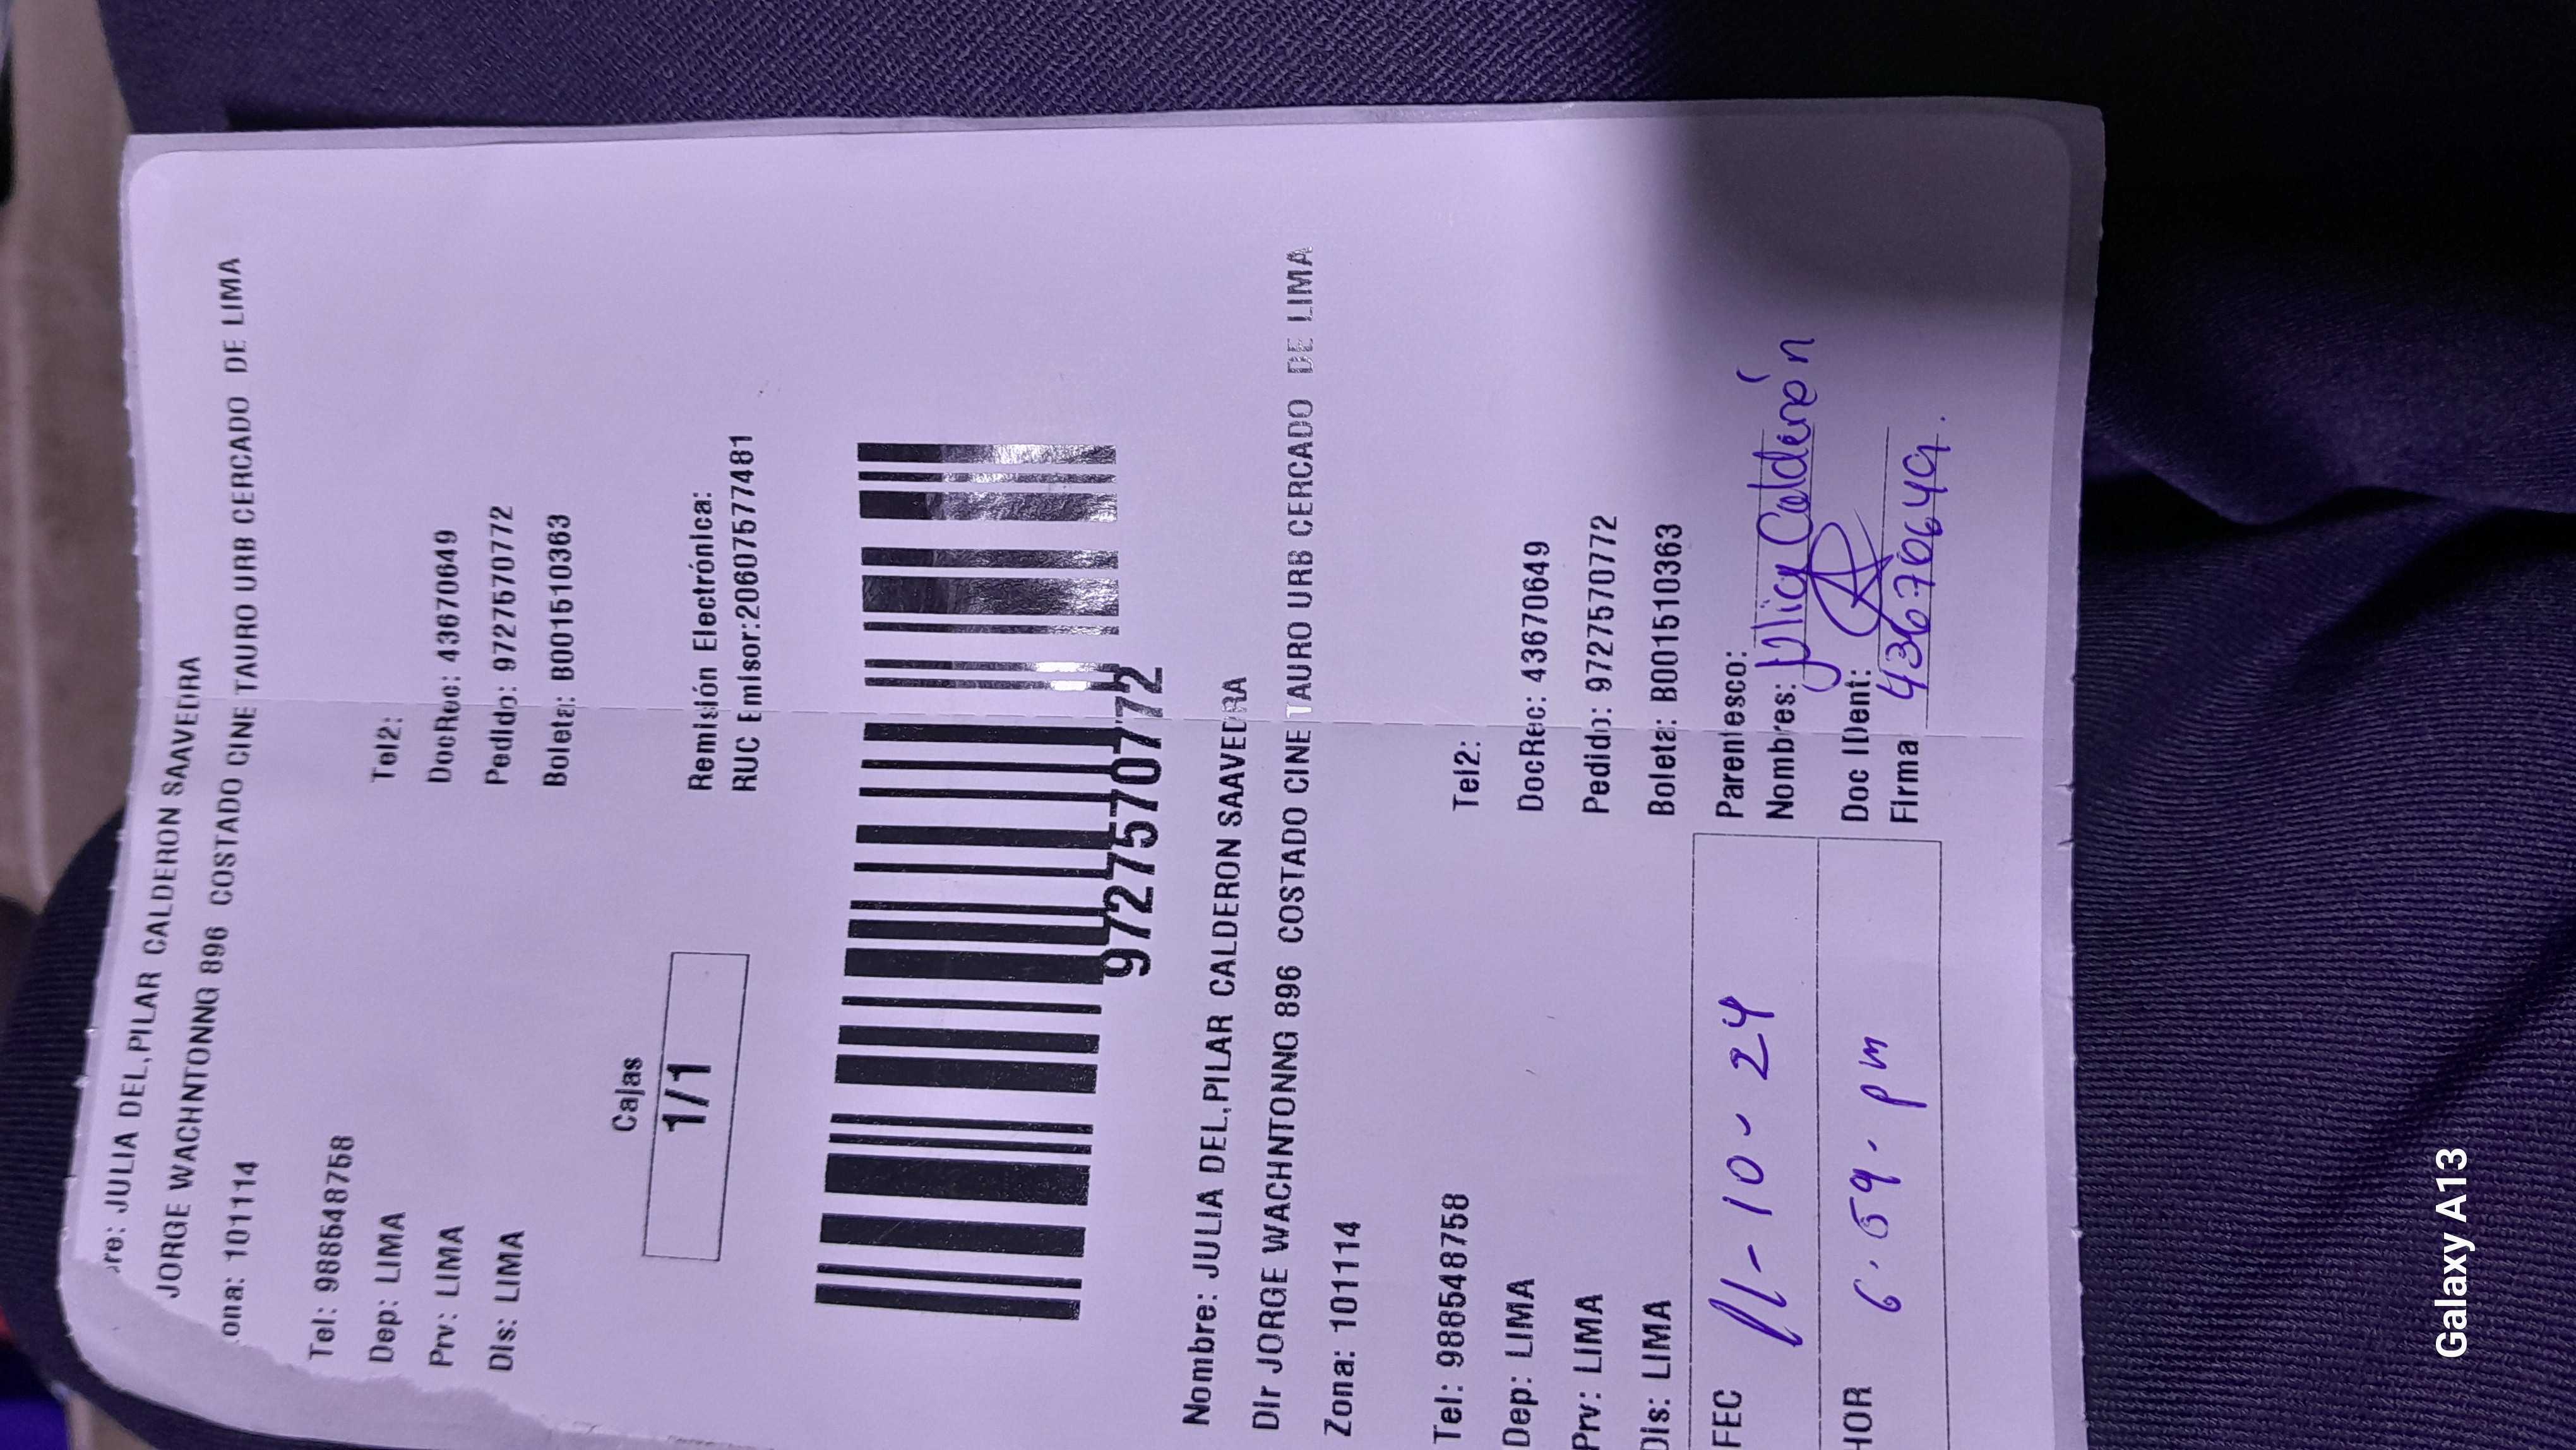 re: JULIA DEL,PILAR CALDERON SAAVEDRA
JORGE WACHNTONNG 896 COSTADO CINE TAURO URB CERCADO DE LIMA
ona: 101114
Tel: 988548758
Tel2:
Dep: LIMA
DocRec: 43670649
Prv: LIMA
Pedido: 97277570772
Dis: LIMA
Boleta: B001510363
Cajas
1/1
Remisión Electrónica:
RUC Emisor:20607577481
9727570772
Nombre: JULIA DEL,PILAR CALDERON SAAVEDRA
Dir JORGE WACHNTONNG 896 COSTADO CINE TAURO URB CERCADO DE LIMA
Zona: 101114
Tel: 988548758
Tel2:
Dep: LIMA
DocRec: 43670649
Prv: LIMA
Pedido: 97277570772
Dis: LIMA
Boleta: B001510363
FEC 11-10-24
Parentesco:
Nombres: Julia Calderón
HOR 6.59. pm
Doc IDent:
Firma 43670649.
Galaxy A13